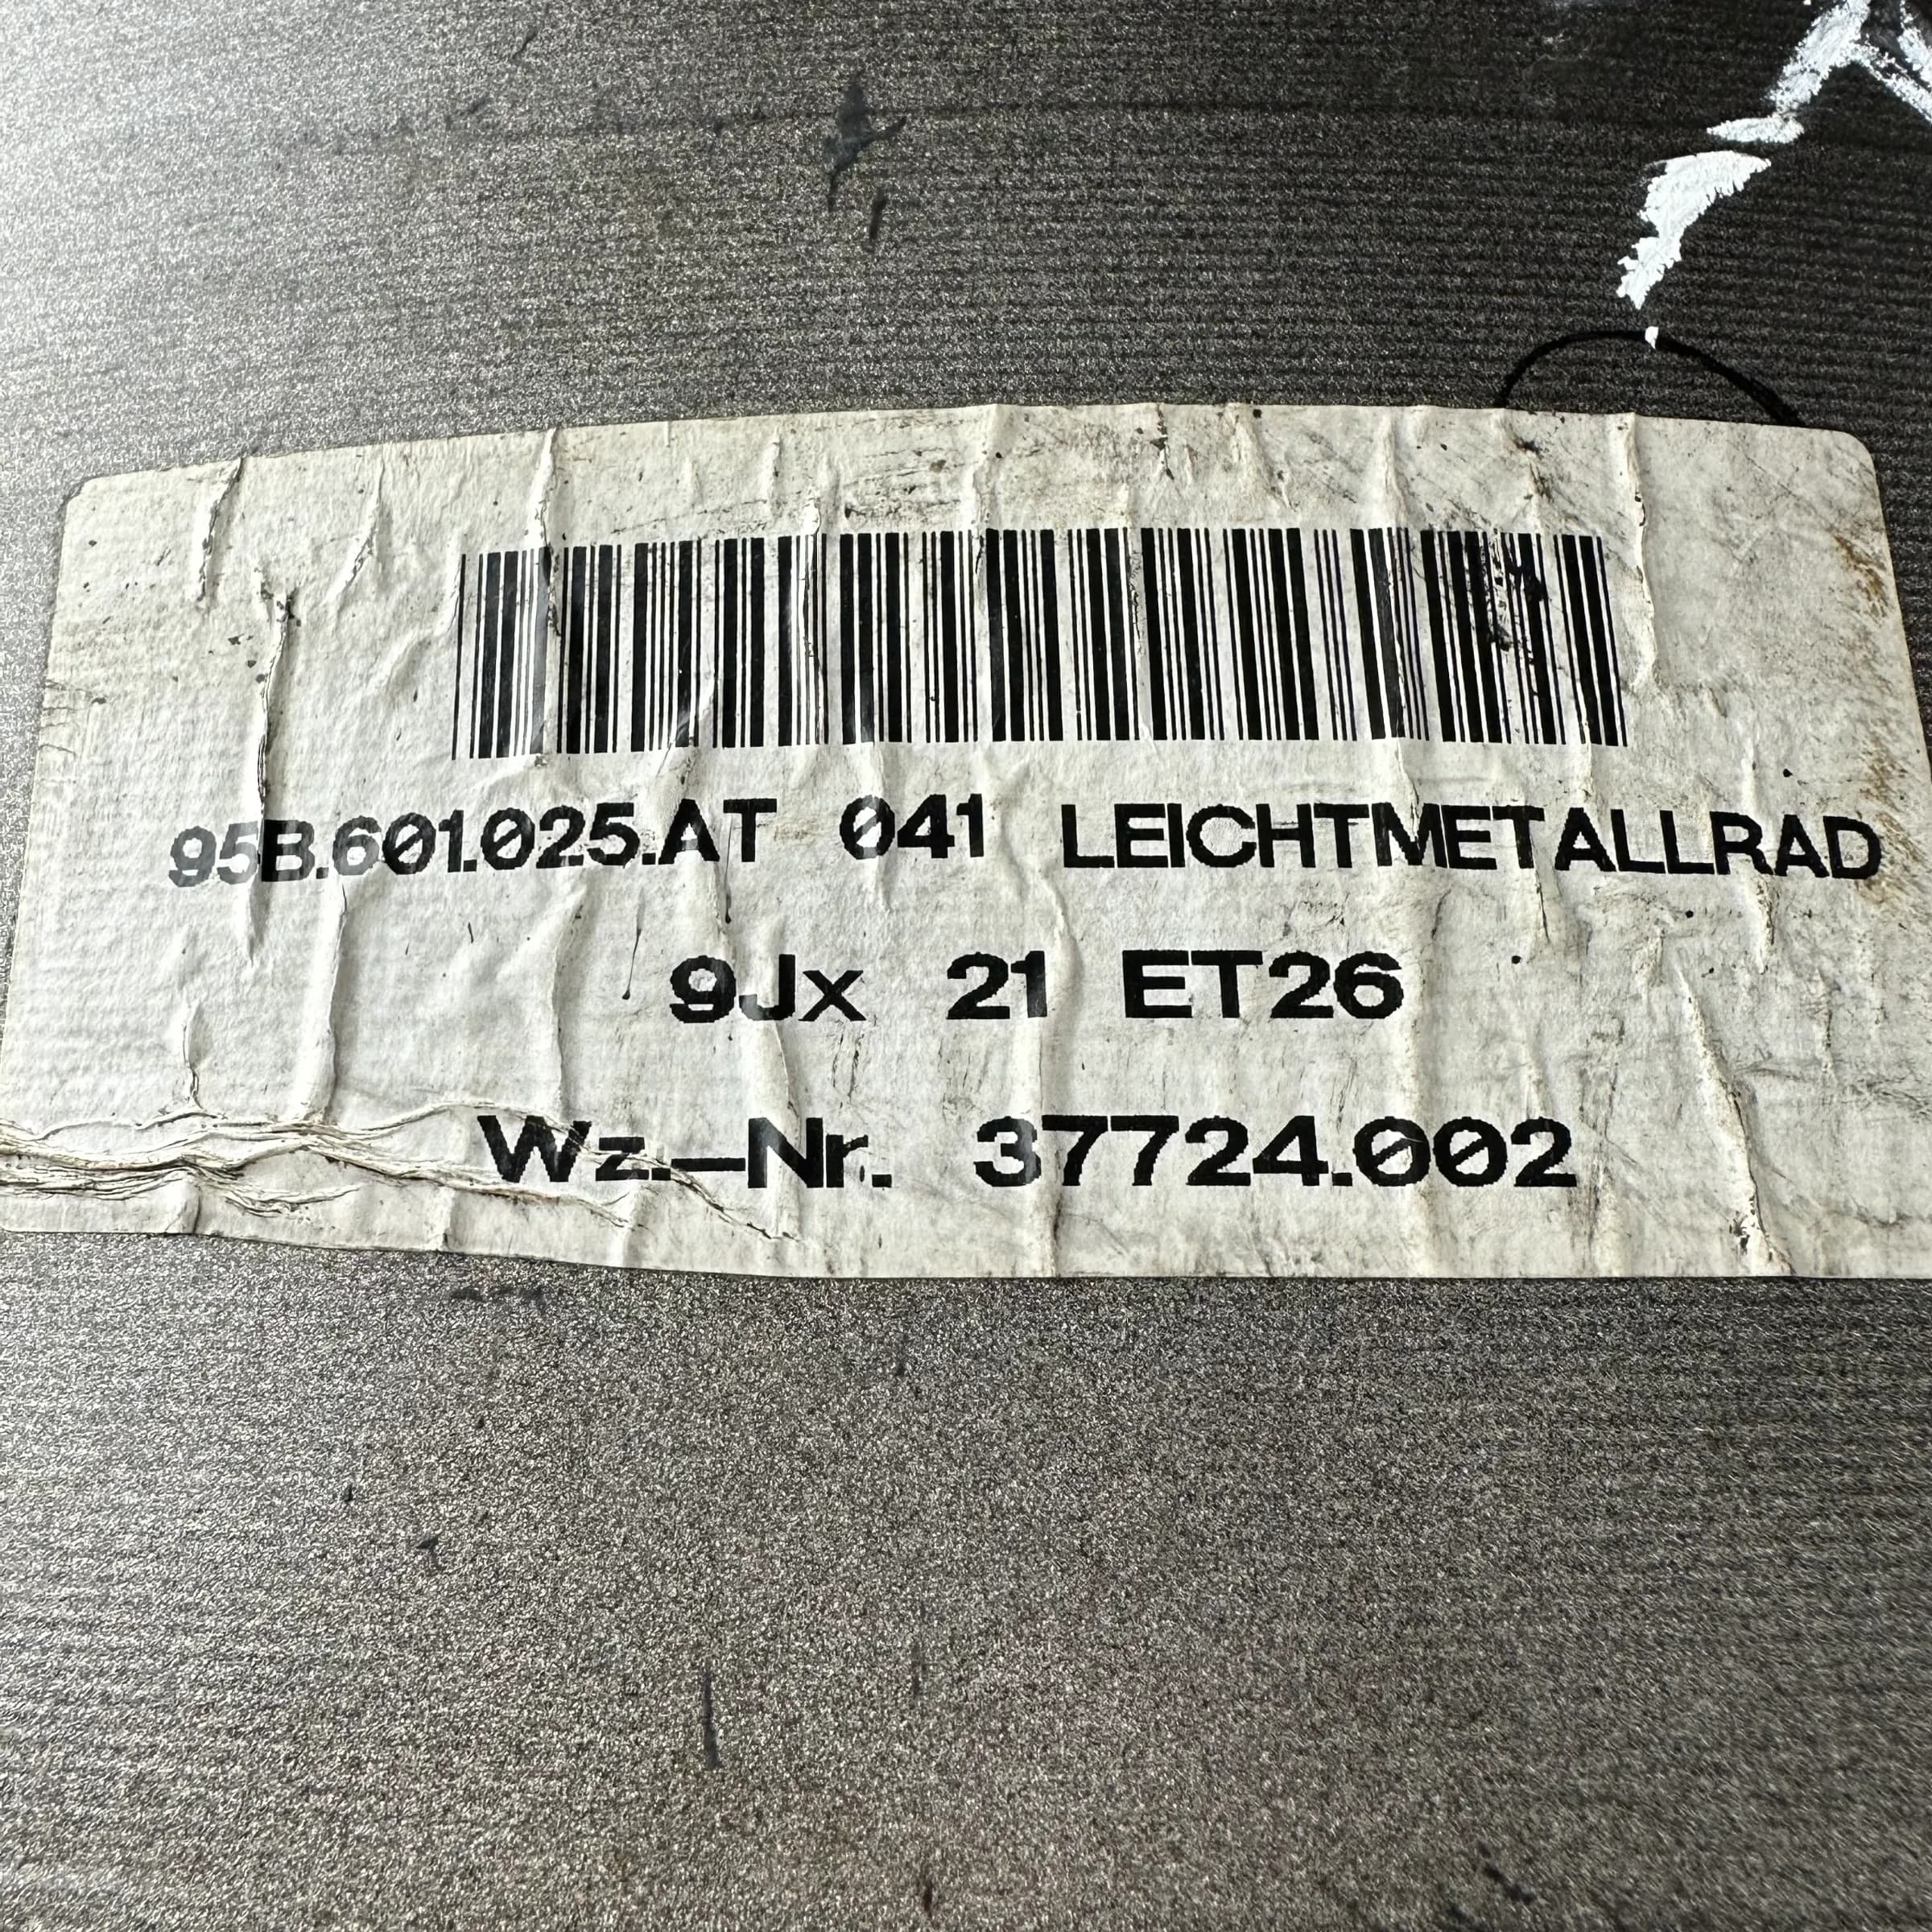 95B.601.025.AT 041 LEICHTMETALLRAD
9Jx 21 ET26
Wz.-Nr. 37724.002